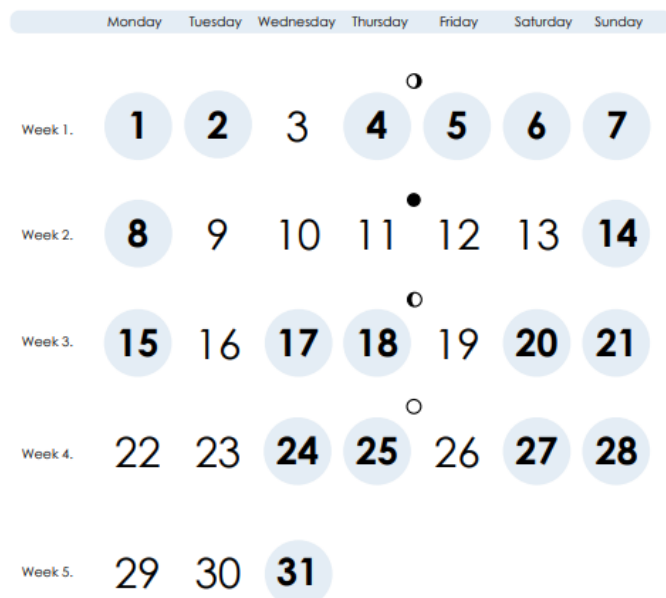 Monday Tuesday Wednesday Thursday Friday Saturday Sunday
Week 1. 1 2 3 4 5 6 7
Week 2. 8 9 10 11 12 13 14
Week 3. 15 16 17 18 19 20 21
Week 4. 22 23 24 25 26 27 28
Week 5. 29 30 31